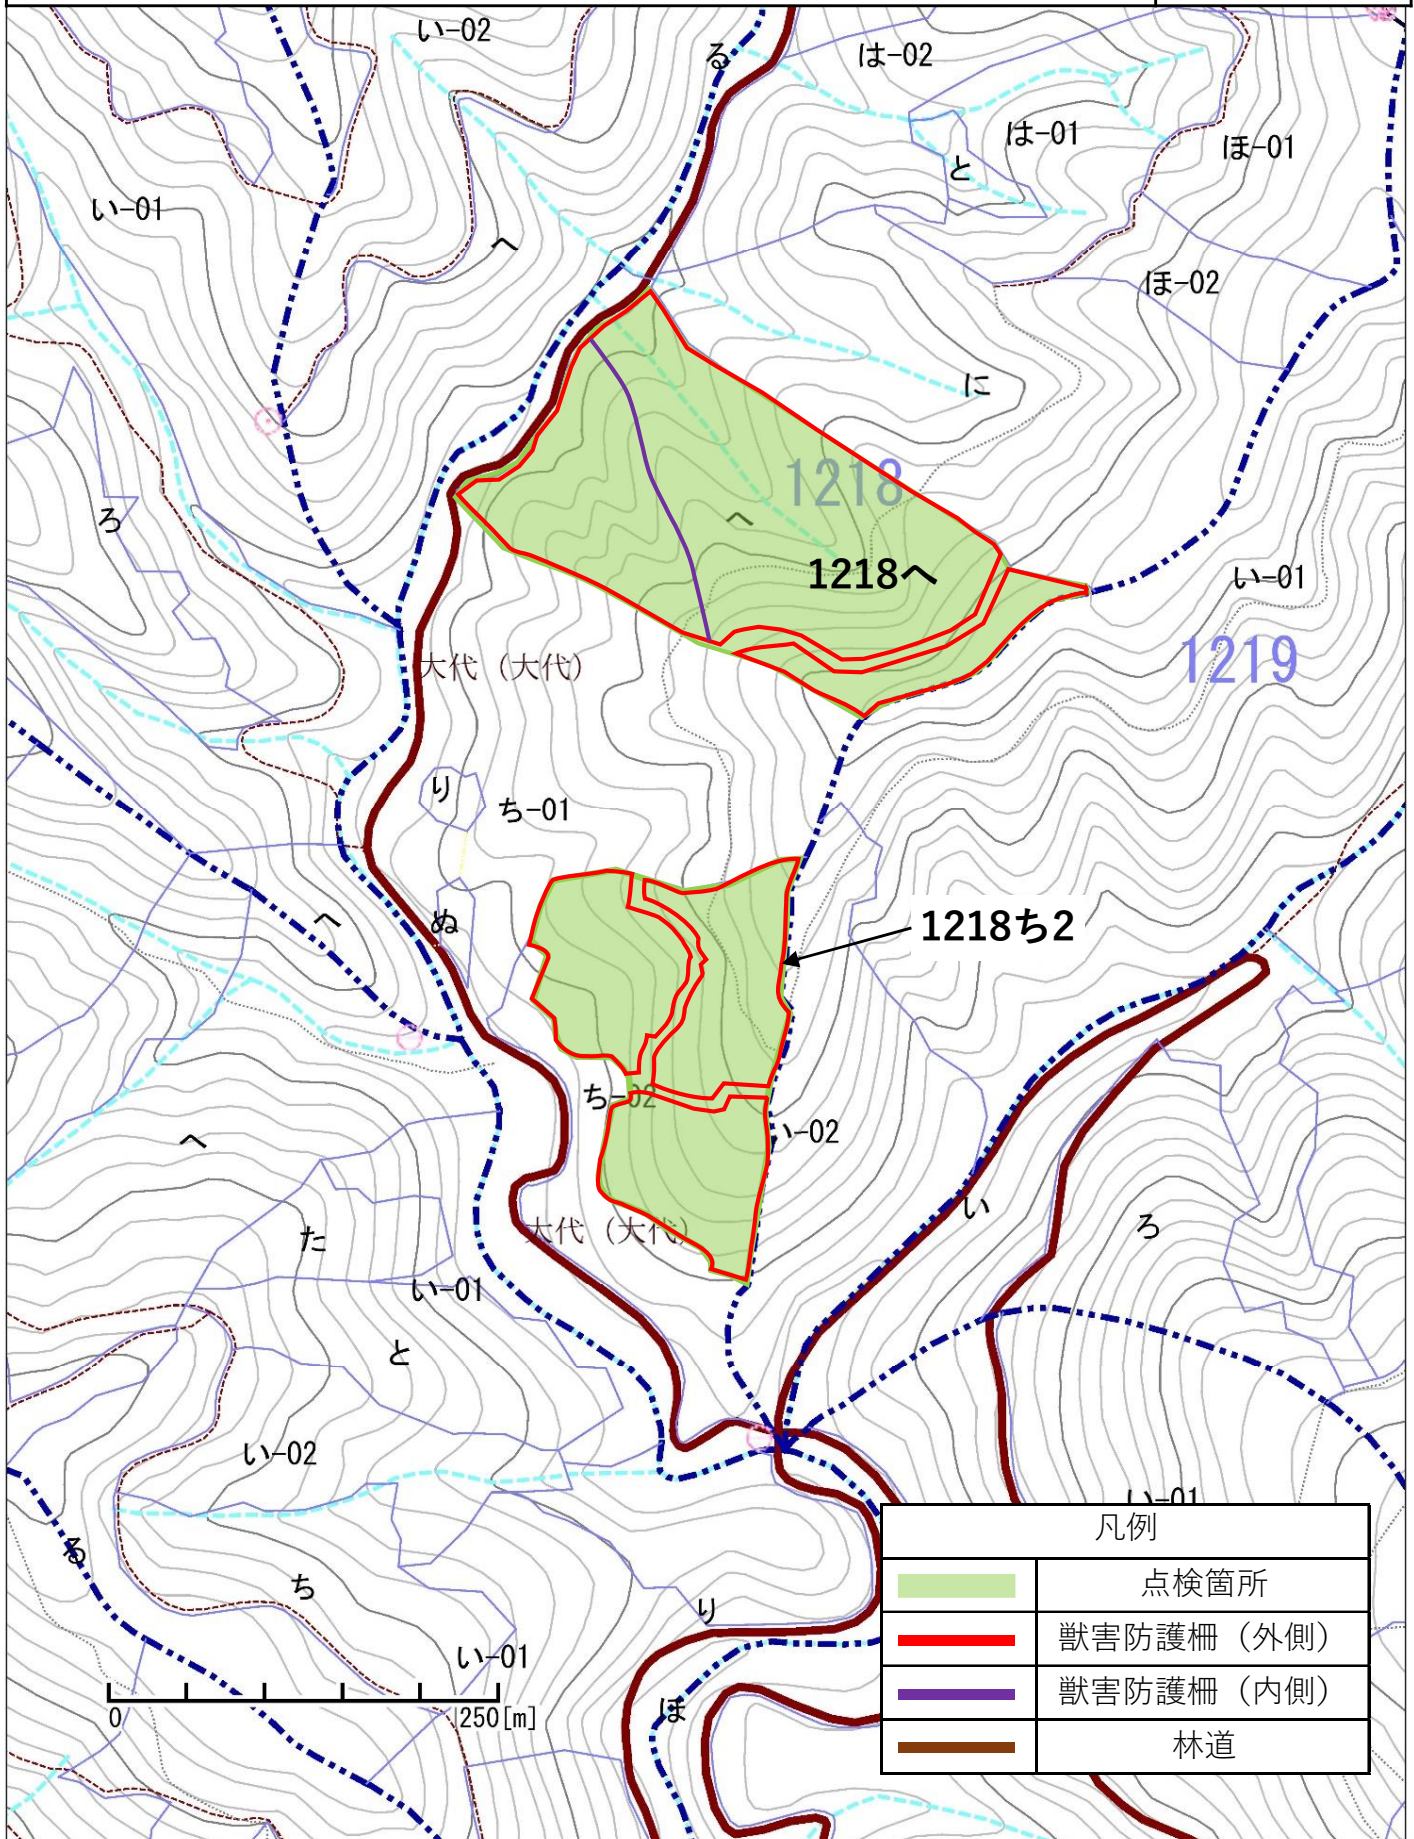 い-02
る
は-02
は-01
ほ-01
と
い-01
へ
ほ-02
に
1218
ろ
へ
1218へ
い-01
大代（大代）
1219
り
ち-01
へ
ぬ
1218ち2
ち-02
い-02
へ
い
ろ
た
大代（大代）
い-01
と
い-02
い-01
る
ち
り
い-01
ほ
0 250[m]
凡例
点検箇所
獣害防護柵（外側）
獣害防護柵（内側）
林道